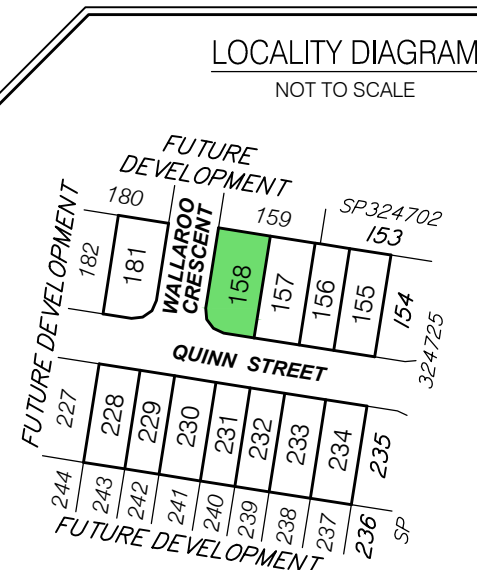 LOCALITY DIAGRAM
NOT TO SCALE
FUTURE
DEVELOPMENT
180
159
SP324702
153
WALLAROO
CRESCENT
FUTURE DEVELOPMENT
182
181
158
157
156
155
154
324725
QUINN STREET
227
228
229
230
231
232
233
234
235
244
243
242
241
240
239
238
237
236
SP
FUTURE DEVELOPMENT